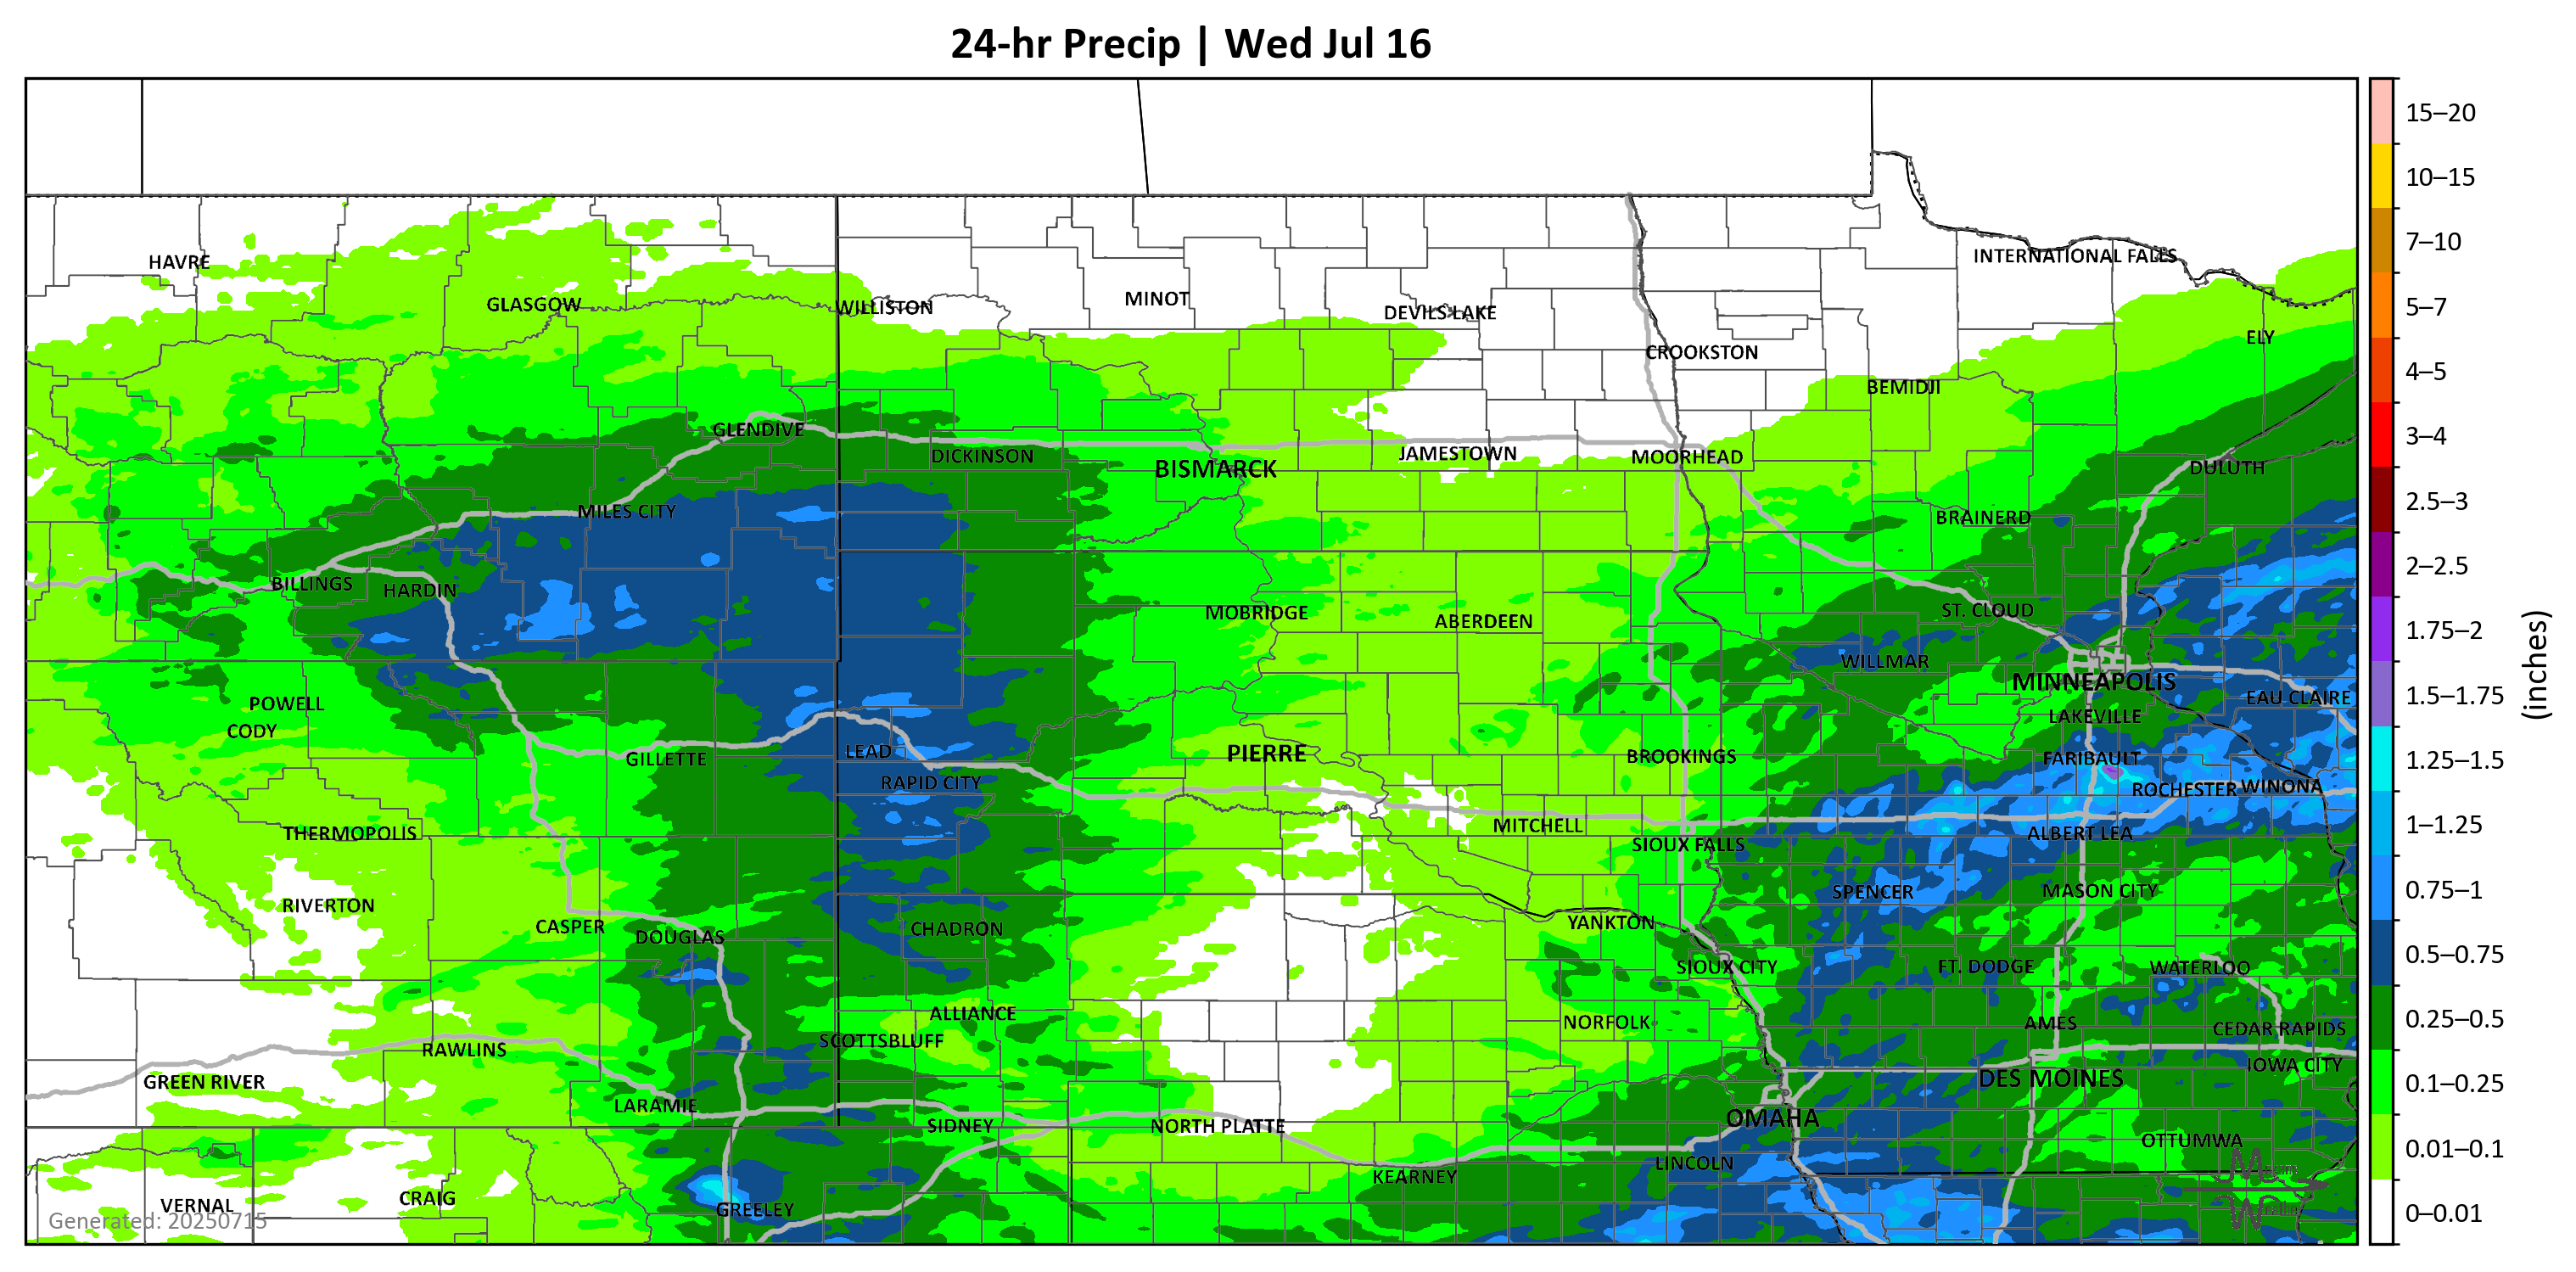 24-hr Precip | Wed Jul 16
15–20
10–15
7–10
5–7
4–5
3–4
2.5–3
2–2.5
1.75–2
1.5–1.75
1.25–1.5
1–1.25
0.75–1
0.5–0.75
0.25–0.5
0.1–0.25
0.01–0.1
0–0.01
(inches)
HAVRE
INTERNATIONAL FALLS
GLASGOW
WILLISTON
MINOT
DEVILS LAKE
ELY
CROOKSTON
BEMIDJI
GLENDIVE
DICKINSON
BISMARCK
JAMESTOWN
MOORHEAD
DULUTH
MILES CITY
BRAINERD
BILLINGS
HARDIN
MOBRIDGE
ABERDEEN
ST. CLOUD
WILLMAR
MINNEAPOLIS
EAU CLAIRE
POWELL
LAKEVILLE
CODY
GILLETTE
LEAD
PIERRE
BROOKINGS
FARIBAULT
RAPID CITY
ROCHESTER
WINONA
THERMOPOLIS
MITCHELL
ALBERT LEA
SIOUX FALLS
SPENCER
MASON CITY
RIVERTON
CASPER
DOUGLAS
CHADRON
YANKTON
SIOUX CITY
FT. DODGE
WATERLOO
ALLIANCE
NORFOLK
AMES
CEDAR RAPIDS
SCOTTSBLUFF
RAWLINS
IOWA CITY
GREEN RIVER
DES MOINES
LARAMIE
SIDNEY
NORTH PLATTE
OMAHA
OTTUMWA
LINCOLN
KEARNEY
VERNAL
CRAIG
GREELEY
Generated: 20250715